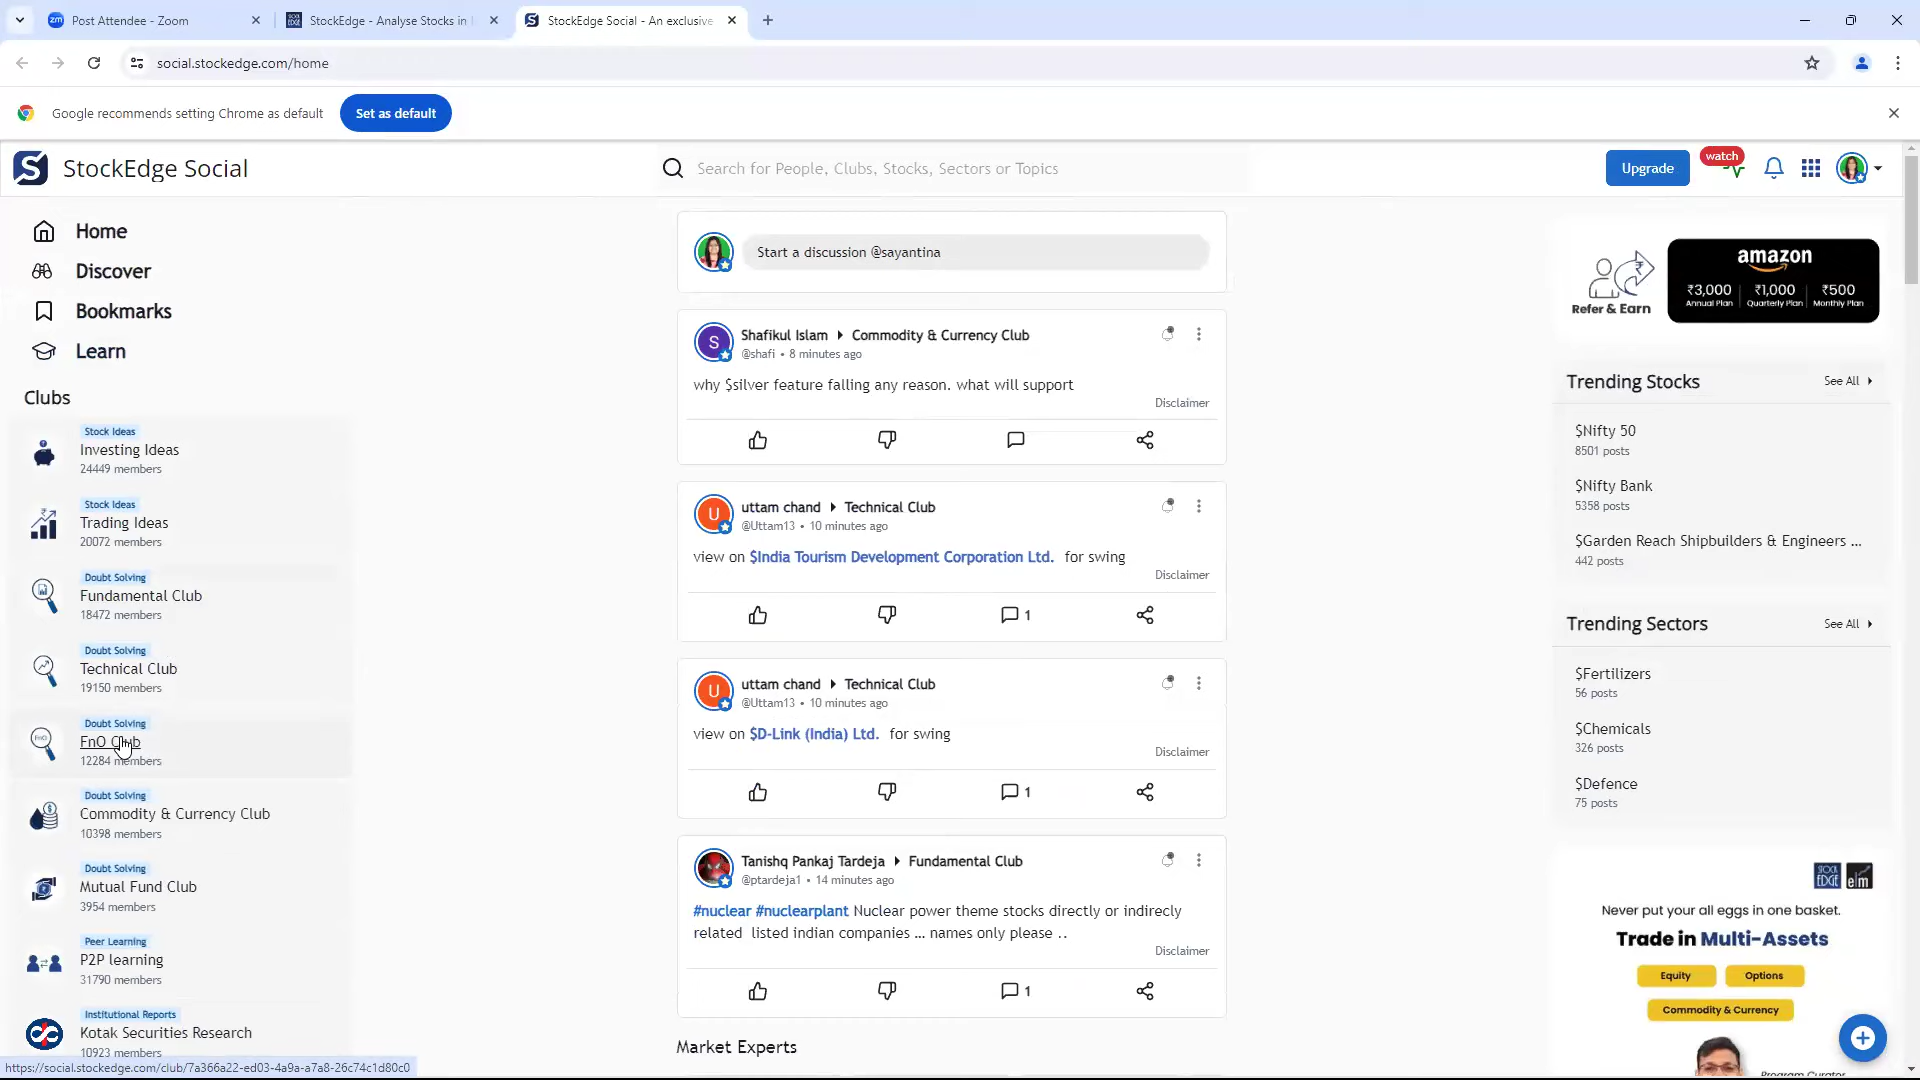 Post Attendee - Zoom
StockEdge - Analyse Stocks in
StockEdge Social - An exclusive
social.stockedge.com/home
Google recommends setting Chrome as default
Set as default
StockEdge Social
Search for People, Clubs, Stocks, Sectors or Topics
Upgrade
watch
Home
Discover
Bookmarks
Learn
Clubs
Stock Ideas
Investing Ideas
24449 members
Stock Ideas
Trading Ideas
20072 members
Doubt Solving
Fundamental Club
18472 members
Doubt Solving
Technical Club
19150 members
Doubt Solving
FnO Club
12284 members
Doubt Solving
Commodity & Currency Club
10398 members
Doubt Solving
Mutual Fund Club
3954 members
Peer Learning
P2P learning
31790 members
Institutional Reports
Kotak Securities Research
10923 members
https://social.stockedge.com/club/7a366a22-ed03-4a9a-a7a8-26c74c1d80c0
Start a discussion @sayantina
S
Shafikul Islam Commodity & Currency Club
@shafi • 8 minutes ago
why $silver feature falling any reason. what will support
Disclaimer
U
uttam chand Technical Club
@Uttam13 • 10 minutes ago
view on $India Tourism Development Corporation Ltd. for swing
Disclaimer
1
U
uttam chand Technical Club
@Uttam13 • 10 minutes ago
view on $D-Link (India) Ltd. for swing
Disclaimer
1
Tanishq Pankaj Tardeja Fundamental Club
@ptardeja1 • 14 minutes ago
#nuclear #nuclearplant Nuclear power theme stocks directly or indirecly
related listed indian companies ... names only please ..
Disclaimer
1
Market Experts
Refer & Earn
amazon
₹3,000 ₹1,000 ₹500
Annual Plan Quarterly Plan Monthly Plan
Trending Stocks See All
$Nifty 50
8501 posts
$Nifty Bank
5358 posts
$Garden Reach Shipbuilders & Engineers ...
442 posts
Trending Sectors See All
$Fertilizers
56 posts
$Chemicals
326 posts
$Defence
75 posts
STOCK EDGE elm
Never put your all eggs in one basket.
Trade in Multi-Assets
Equity Options
Commodity & Currency
Program Curator